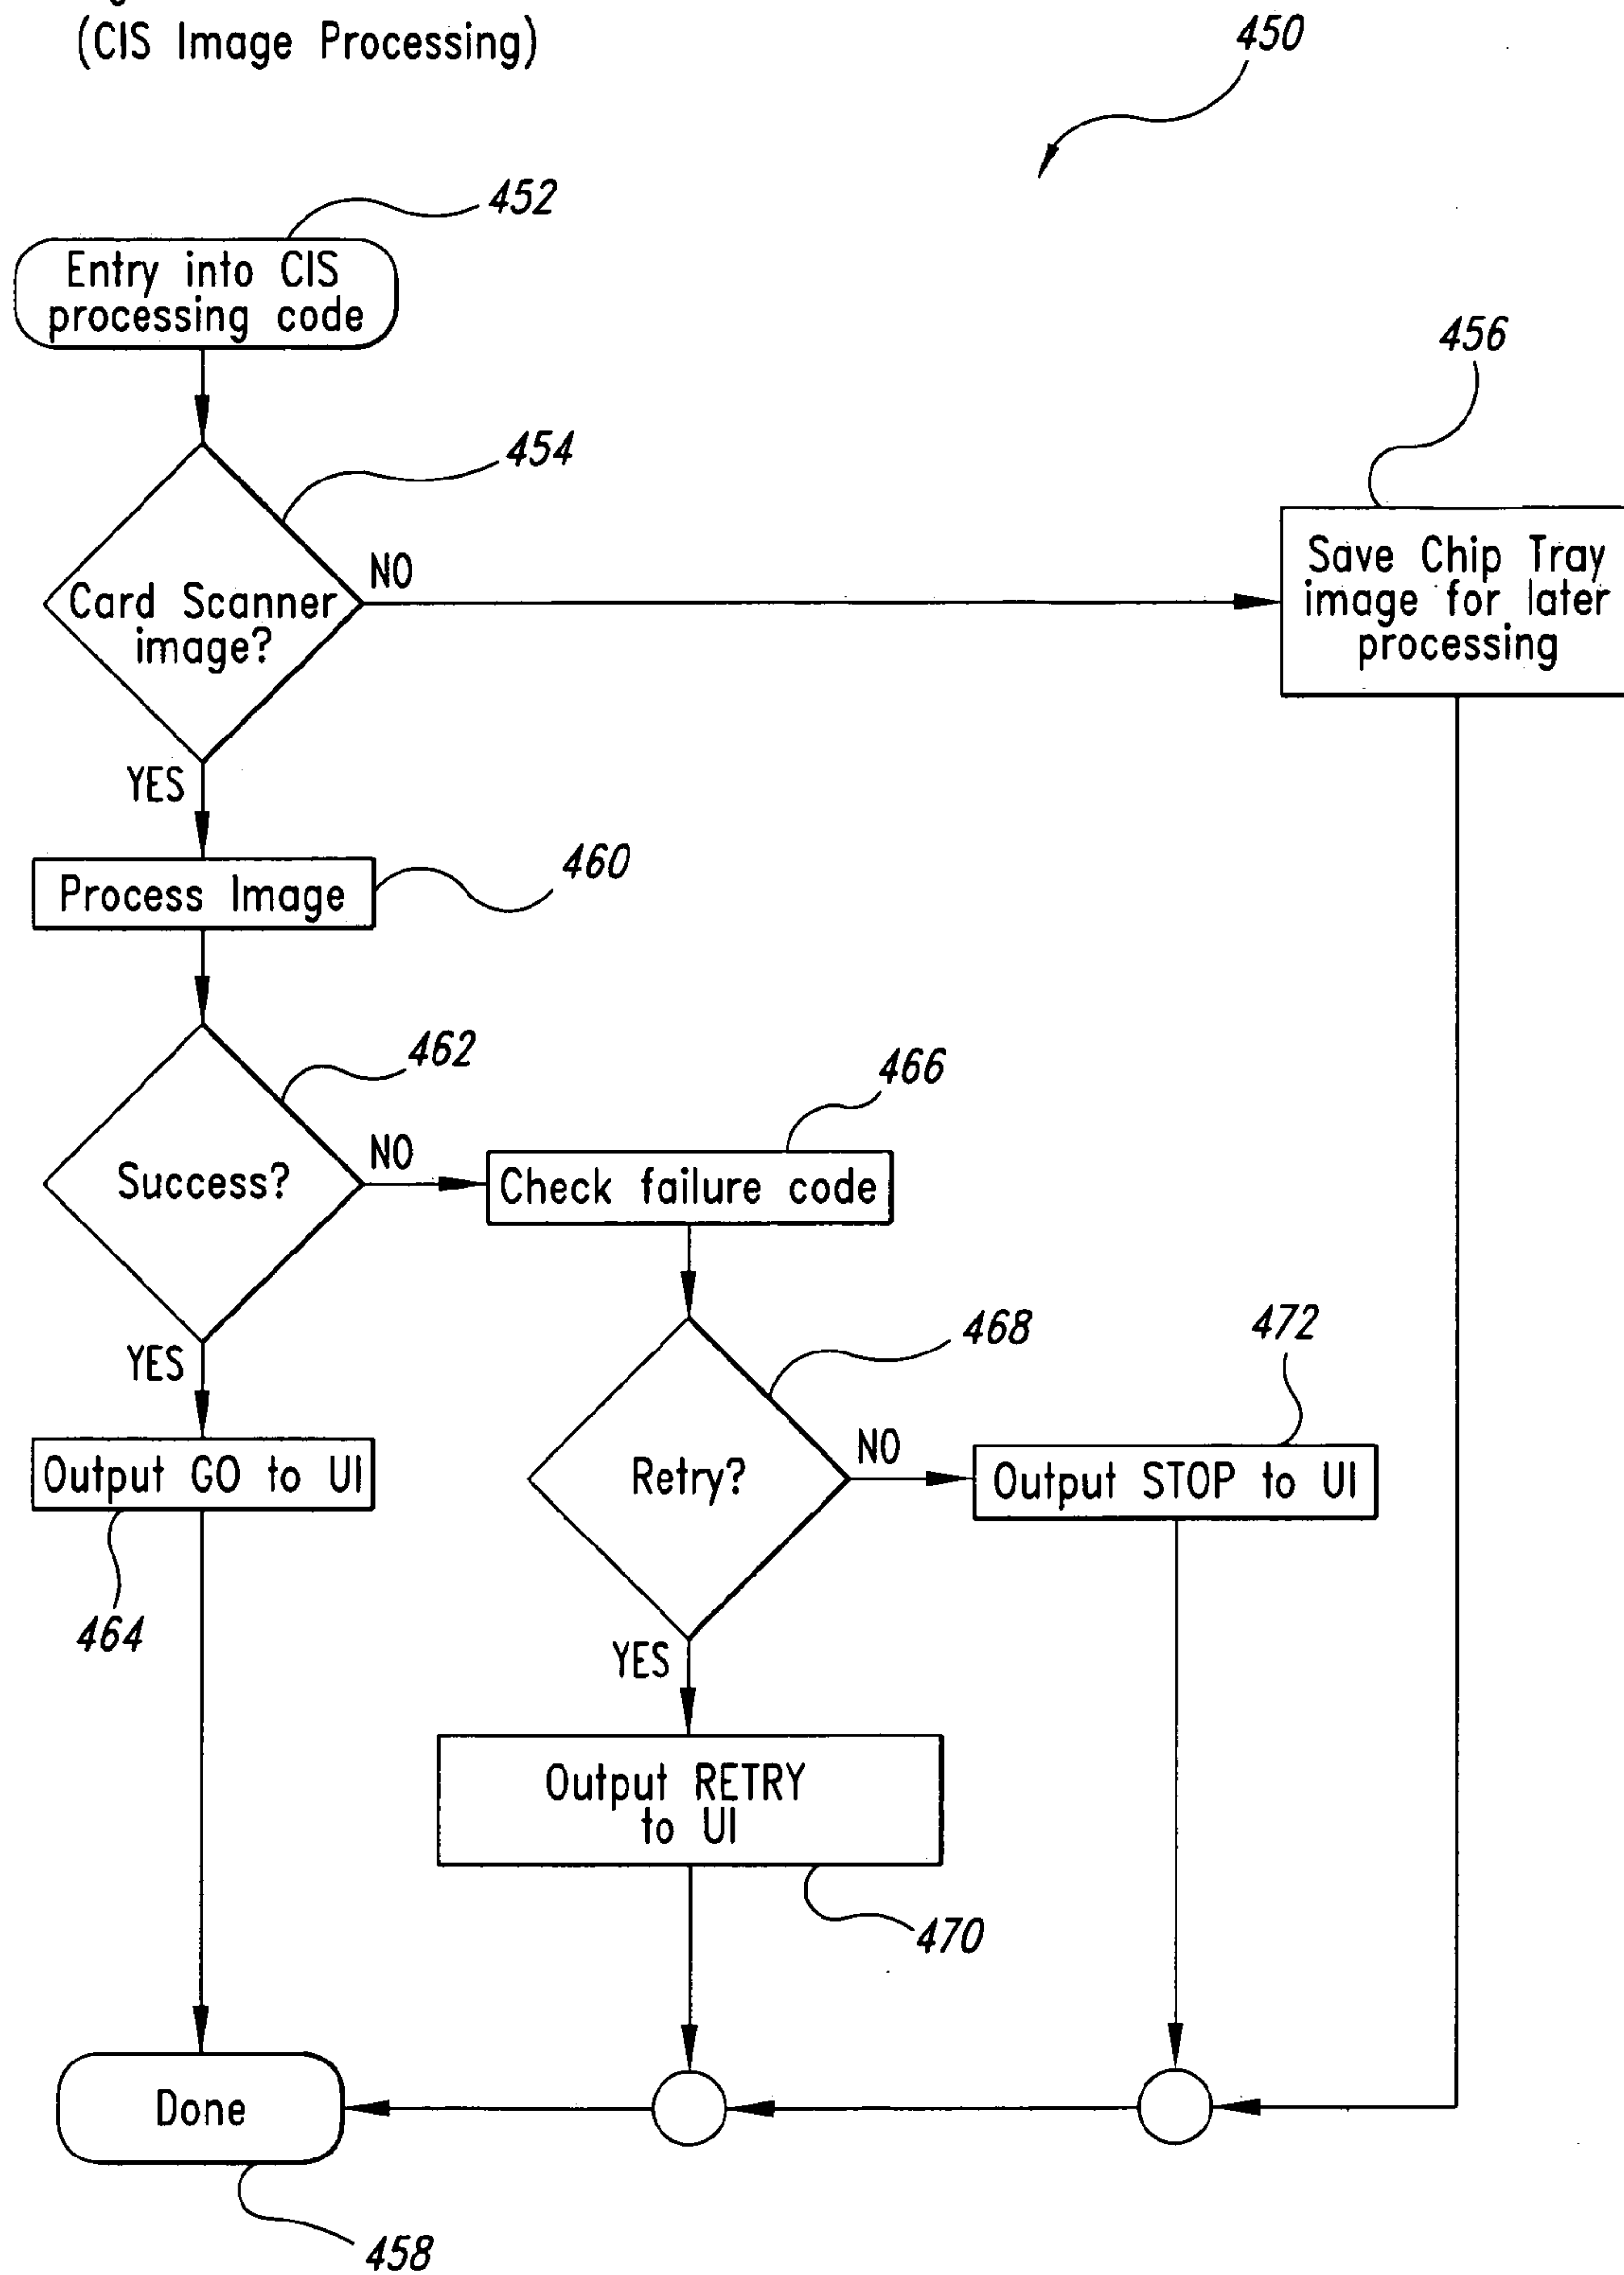 (CIS Image Processing)
450
452
Entry into CIS
processing code
456
454
NO
Card Scanner
image?
Save Chip Tray
image for later
processing
YES
460
Process Image
462
466
NO
Success?
Check failure code
468
472
YES
NO
Output GO to UI
Retry?
Output STOP to UI
464
YES
Output RETRY
to UI
470
Done
458